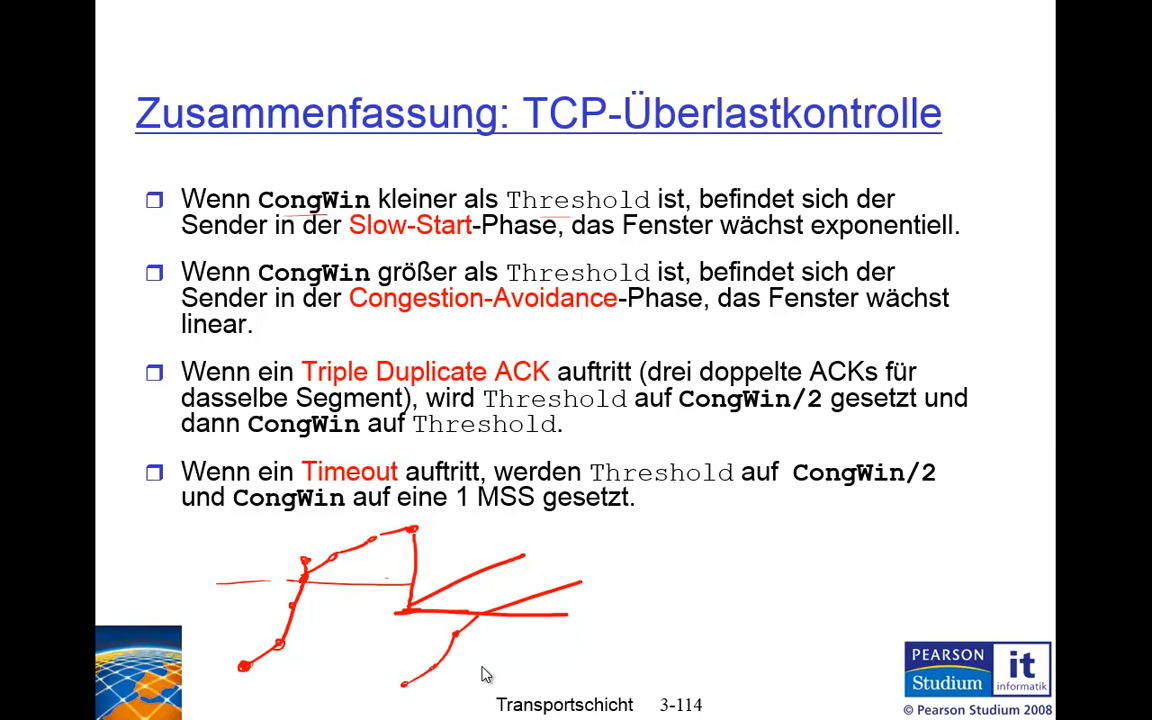 Zusammenfassung: TCP-Überlastkontrolle
Wenn CongWin kleiner als Threshold ist, befindet sich der
Sender in der Slow-Start-Phase, das Fenster wächst exponentiell.
Wenn CongWin größer als Threshold ist, befindet sich der
Sender in der Congestion-Avoidance-Phase, das Fenster wächst
linear.
Wenn ein Triple Duplicate ACK auftritt (drei doppelte ACKs für
dasselbe Segment), wird Threshold auf CongWin/2 gesetzt und
dann CongWin auf Threshold.
Wenn ein Timeout auftritt, werden Threshold auf CongWin/2
und CongWin auf eine 1 MSS gesetzt.
PEARSON
Studium
it
informatik
Transportschicht 3-114
© Pearson Studium 2008